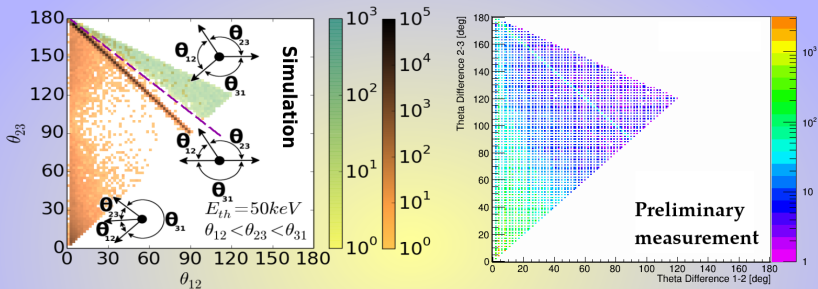 180
150
120
90
60
30
0
θ23
0 30 60 90 120 150 180
θ12
Simulation
θ12 θ23
θ31
θ12 θ23
θ31
θ23
θ12
θ31
E_th=50keV
θ12<θ23<θ31
10^3
10^2
10^1
10^0
10^5
10^4
10^3
10^2
10^1
10^0
Theta Difference 2-3 [deg]
180
160
140
120
100
80
60
40
20
0
0 20 40 60 80 100 120 140 160 180
Theta Difference 1-2 [deg]
Preliminary
measurement
10^3
10^2
10
1